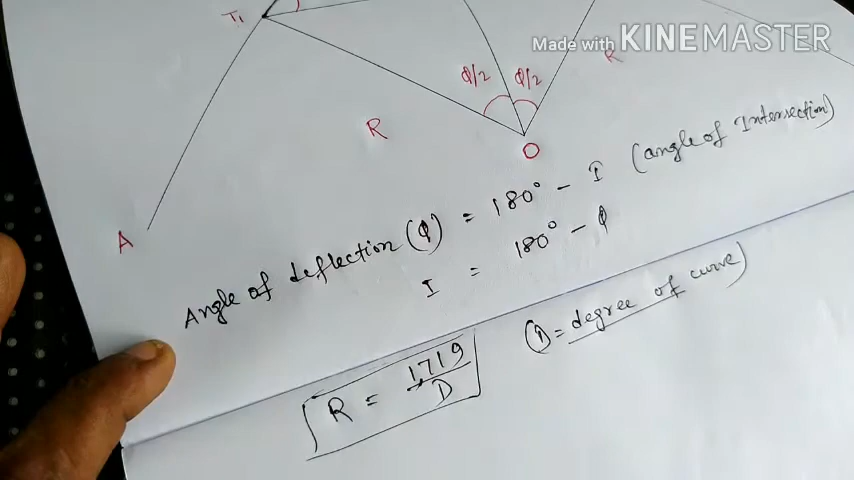 Made with KINEMASTER
T₁
ϕ/2 ϕ/2
R
R
O
A
Angle of deflection (ϕ) = 180° - I (angle of Intersection)
I = 180° - ϕ
(D = degree of curve)
R = 1719/D